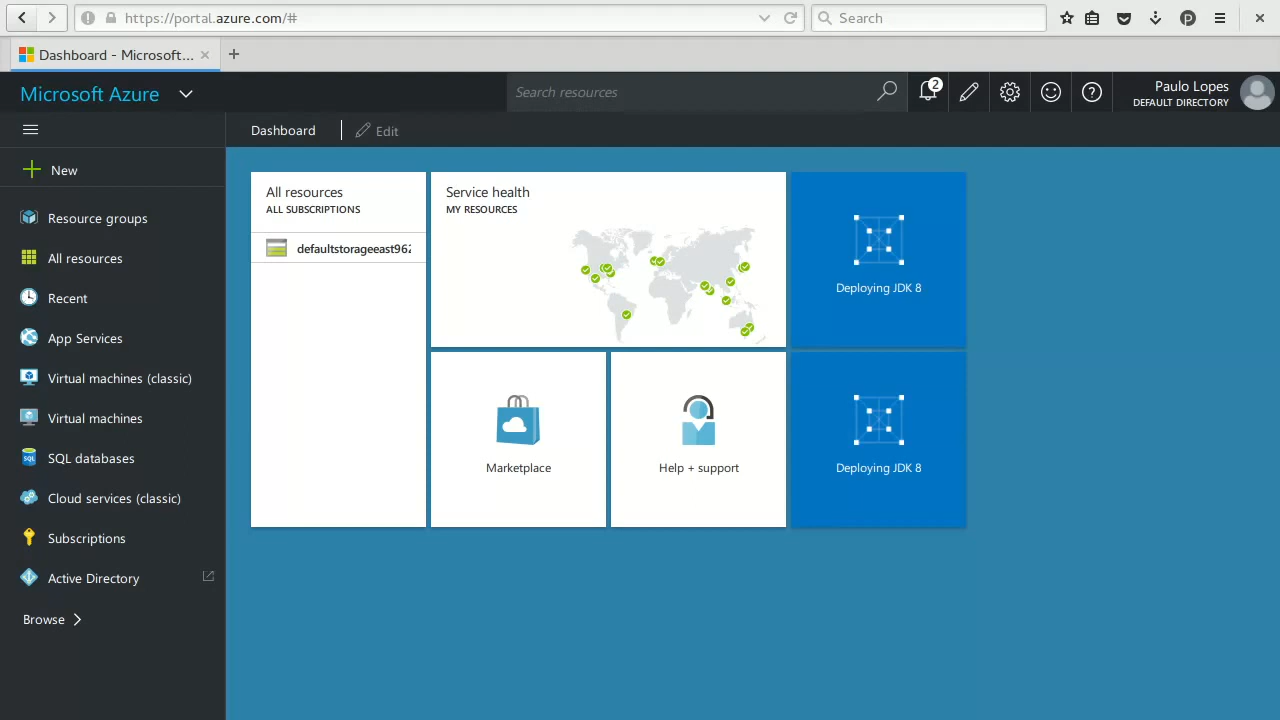 https://portal.azure.com/#
Search
Dashboard - Microsoft...
Microsoft Azure
Search resources
2
Paulo Lopes
DEFAULT DIRECTORY
Dashboard
Edit
New
Resource groups
All resources
Recent
App Services
Virtual machines (classic)
Virtual machines
SQL
SQL databases
Cloud services (classic)
Subscriptions
Active Directory
Browse
All resources
ALL SUBSCRIPTIONS
defaultstorageeast962
Service health
MY RESOURCES
Deploying JDK 8
Marketplace
Help + support
Deploying JDK 8